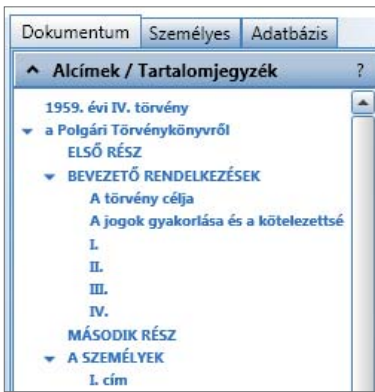 Dokumentum Személyes Adatbázis
Alcímek / Tartalomjegyzék ?
1959. évi IV. törvény
a Polgári Törvénykönyvről
ELSŐ RÉSZ
BEVEZETŐ RENDELKEZÉSEK
A törvény célja
A jogok gyakorlása és a kötelezettsé
I.
II.
III.
IV.
MÁSODIK RÉSZ
A SZEMÉLYEK
I. cím